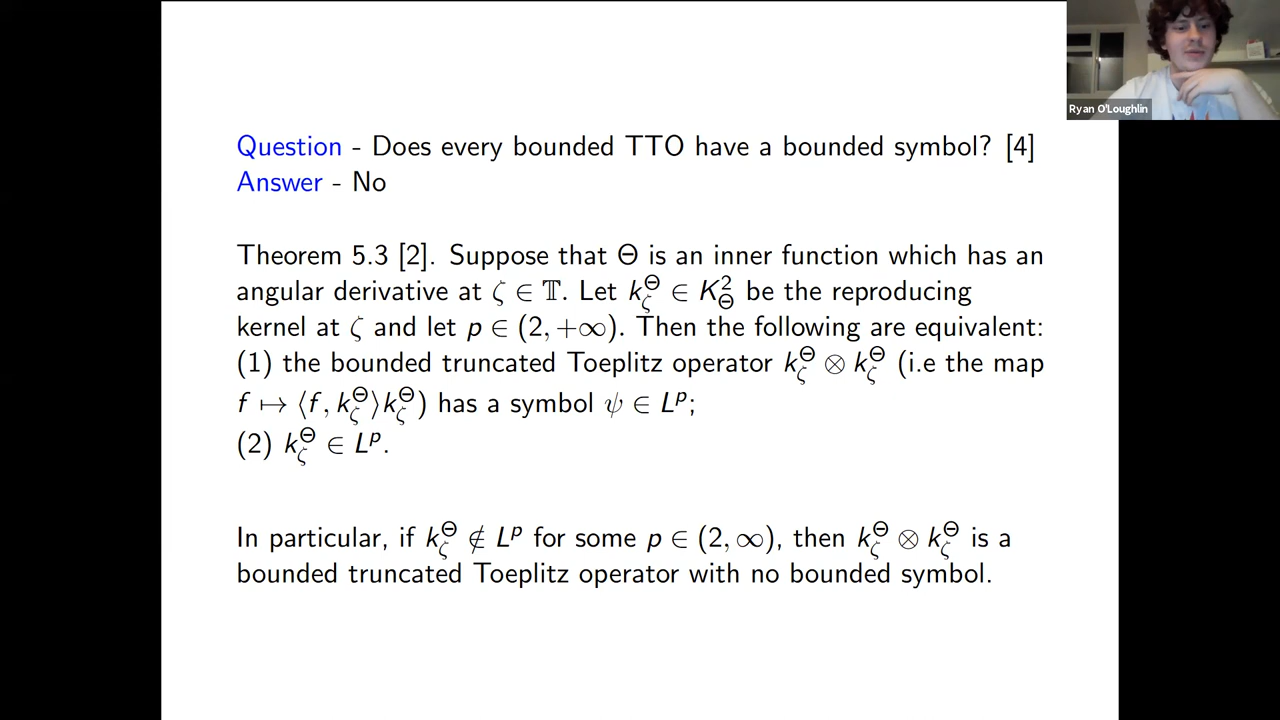 Ryan O'Loughlin
Question - Does every bounded TTO have a bounded symbol? [4]
Answer - No
Theorem 5.3 [2]. Suppose that Θ is an inner function which has an
angular derivative at ζ ∈ 𝕋. Let k_ζ^Θ ∈ K_Θ^2 be the reproducing
kernel at ζ and let p ∈ (2, +∞). Then the following are equivalent:
(1) the bounded truncated Toeplitz operator k_ζ^Θ ⊗ k_ζ^Θ (i.e the map
f ↦ ⟨f, k_ζ^Θ⟩k_ζ^Θ) has a symbol ψ ∈ L^p;
(2) k_ζ^Θ ∈ L^p.
In particular, if k_ζ^Θ ∉ L^p for some p ∈ (2, ∞), then k_ζ^Θ ⊗ k_ζ^Θ is a
bounded truncated Toeplitz operator with no bounded symbol.